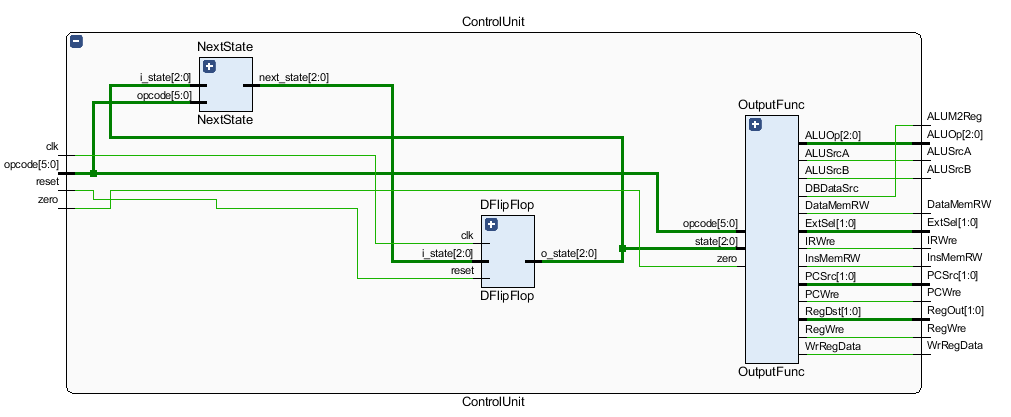 ControlUnit
NextState
i_state[2:0]
next_state[2:0]
opcode[5:0]
NextState
clk
opcode[5:0]
reset
zero
DFlipFlop
clk
i_state[2:0]
o_state[2:0]
reset
DFlipFlop
OutputFunc
opcode[5:0]
state[2:0]
zero
ALUOp[2:0]
ALUSrcA
ALUSrcB
DBDataSrc
DataMemRW
ExtSel[1:0]
IRWre
InsMemRW
PCSrc[1:0]
PCWre
RegDst[1:0]
RegWre
WrRegData
OutputFunc
ALUM2Reg
ALUOp[2:0]
ALUSrcA
ALUSrcB
DataMemRW
ExtSel[1:0]
IRWre
InsMemRW
PCSrc[1:0]
PCWre
RegOut[1:0]
RegWre
WrRegData
ControlUnit